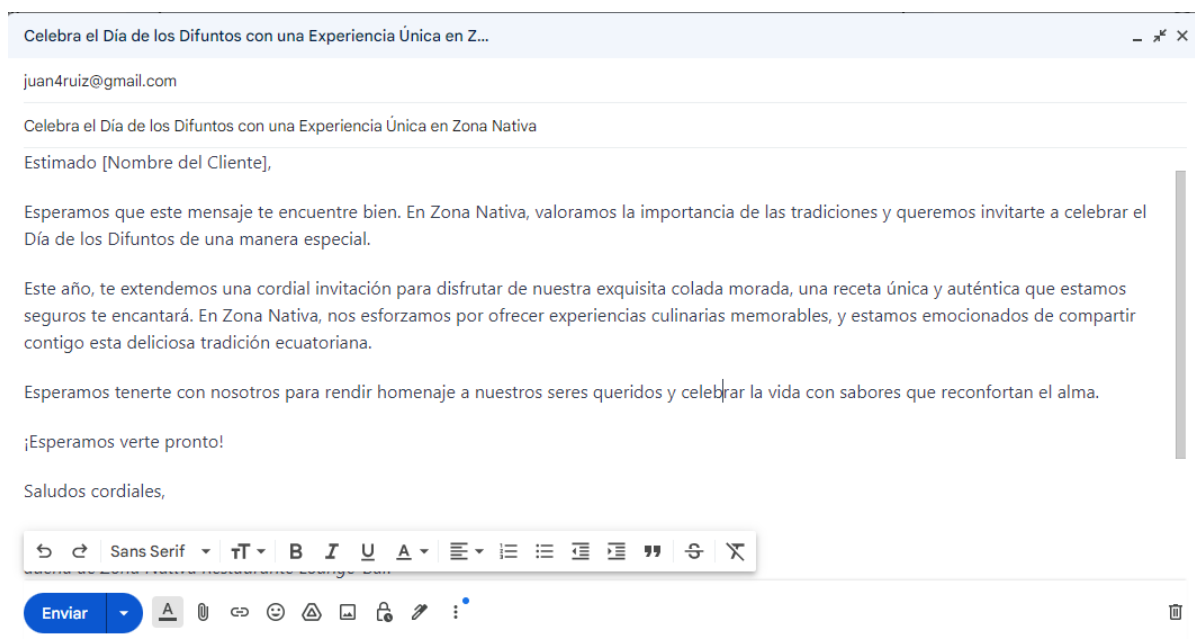 Celebra el Día de los Difuntos con una Experiencia Única en Z...
juan4ruiz@gmail.com
Celebra el Día de los Difuntos con una Experiencia Única en Zona Nativa
Estimado [Nombre del Cliente],
Esperamos que este mensaje te encuentre bien. En Zona Nativa, valoramos la importancia de las tradiciones y queremos invitarte a celebrar el
Día de los Difuntos de una manera especial.
Este año, te extendemos una cordial invitación para disfrutar de nuestra exquisita colada morada, una receta única y auténtica que estamos
seguros te encantará. En Zona Nativa, nos esforzamos por ofrecer experiencias culinarias memorables, y estamos emocionados de compartir
contigo esta deliciosa tradición ecuatoriana.
Esperamos tenerte con nosotros para rendir homenaje a nuestros seres queridos y celebrar la vida con sabores que reconfortan el alma.
¡Esperamos verte pronto!
Saludos cordiales,
Sans Serif
Enviar